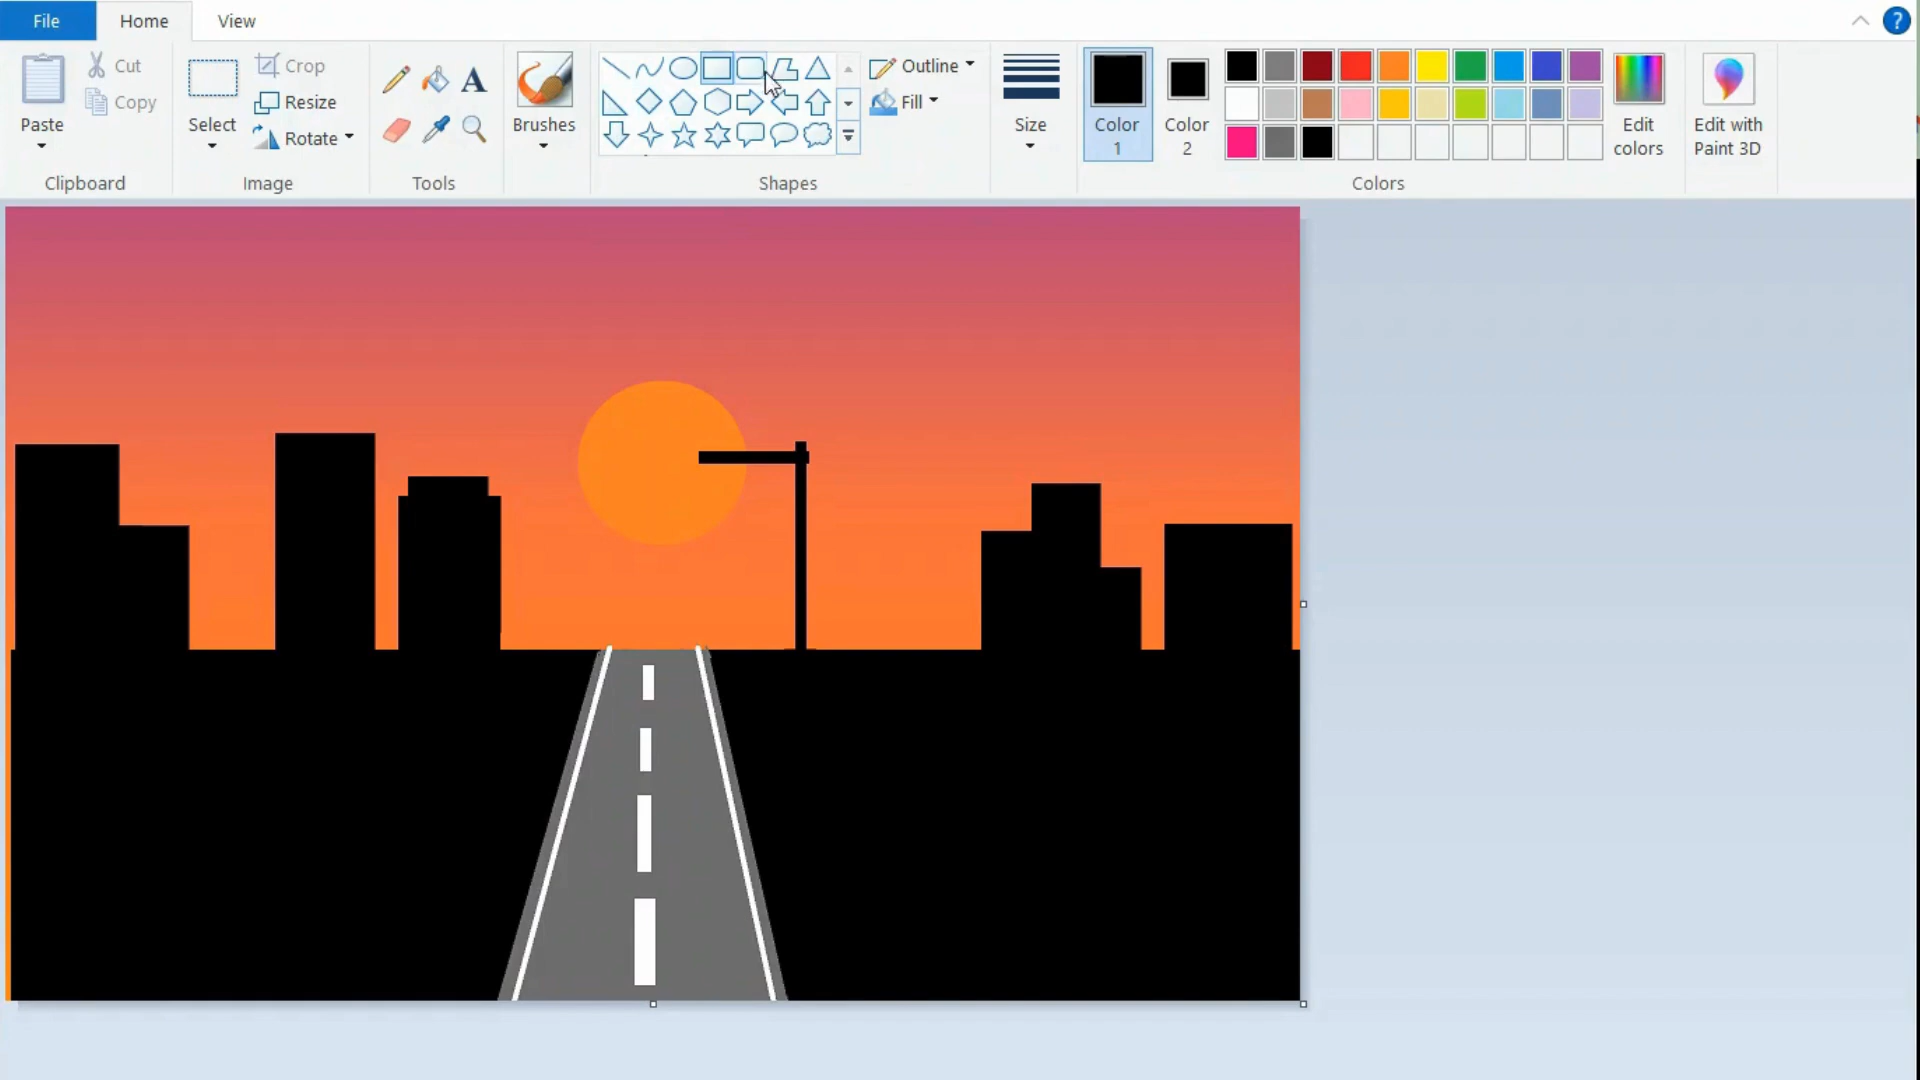 File Home View ?
Cut Crop A Outline
Copy Resize Fill
Paste Select Rotate Brushes Size Color 1 Color 2 Edit colors Edit with Paint 3D
Clipboard Image Tools Shapes Colors